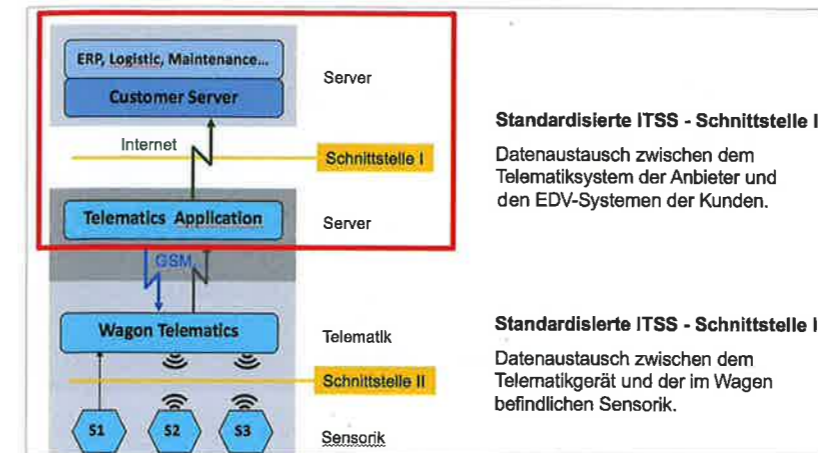 ERP, Logistic, Maintenance...
Customer Server
Server
Internet
Schnittstelle I
Telematics Application
Server
GSM
Wagon Telematics
Telematik
Schnittstelle II
S1
S2
S3
Sensorik
Standardisierte ITSS - Schnittstelle I
Datenaustausch zwischen dem
Telematiksystem der Anbieter und
den EDV-Systemen der Kunden.
Standardisierte ITSS - Schnittstelle I
Datenaustausch zwischen dem
Telematikgerät und der im Wagen
befindlichen Sensorik.